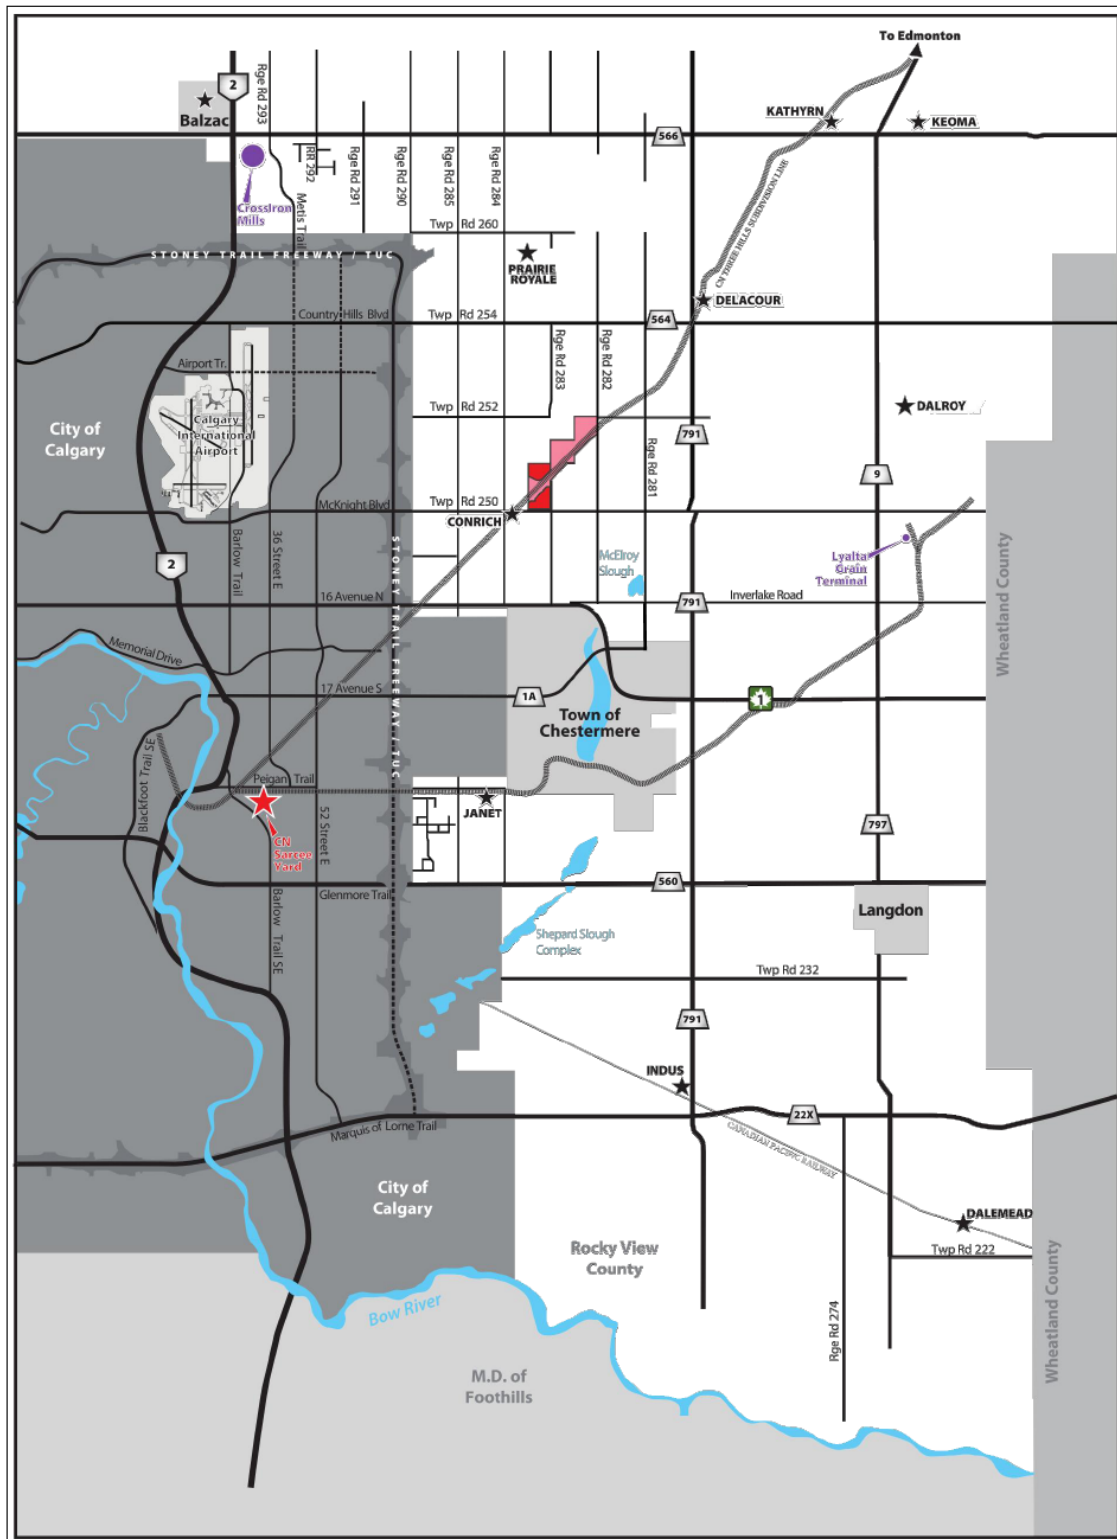 To Edmonton
2
Rge Rd 293
Balzac
KATHYRN
KEOMA
566
RR 292
Rge Rd 291
Rge Rd 290
Rge Rd 285
Rge Rd 284
CrossIron
Mills
Metis Trail
Twp Rd 260
CN THREE HILLS SUBDIVISION LINE
STONEY TRAIL FREEWAY / TUC
PRAIRIE
ROYALE
DELACOUR
Country Hills Blvd
Twp Rd 254
564
Airport Tr.
Rge Rd 283
Rge Rd 282
City of
Calgary
Calgary
International
Airport
Twp Rd 252
DALROY
791
Rge Rd 281
9
McKnight Blvd
Twp Rd 250
CONRICH
Barlow Trail
36 Street E
STONEY TRAIL FREEWAY / TUC
2
McElroy
Slough
Lyalta
Grain
Terminal
Wheatland County
16 Avenue N
791
Inverlake Road
Memorial Drive
17 Avenue S
1A
1
Town of
Chestermere
Blackfoot Trail SE
Peigan Trail
JANET
52 Street E
CN
Sarcee
Yard
797
560
Glenmore Trail
Langdon
Barlow Trail SE
Shepard Slough
Complex
Twp Rd 232
791
INDUS
22X
Marquis of Lorne Trail
CANADIAN PACIFIC RAILWAY
City of
Calgary
DALEMEAD
Rocky View
County
Twp Rd 222
Bow River
Rge Rd 274
Wheatland County
M.D. of
Foothills